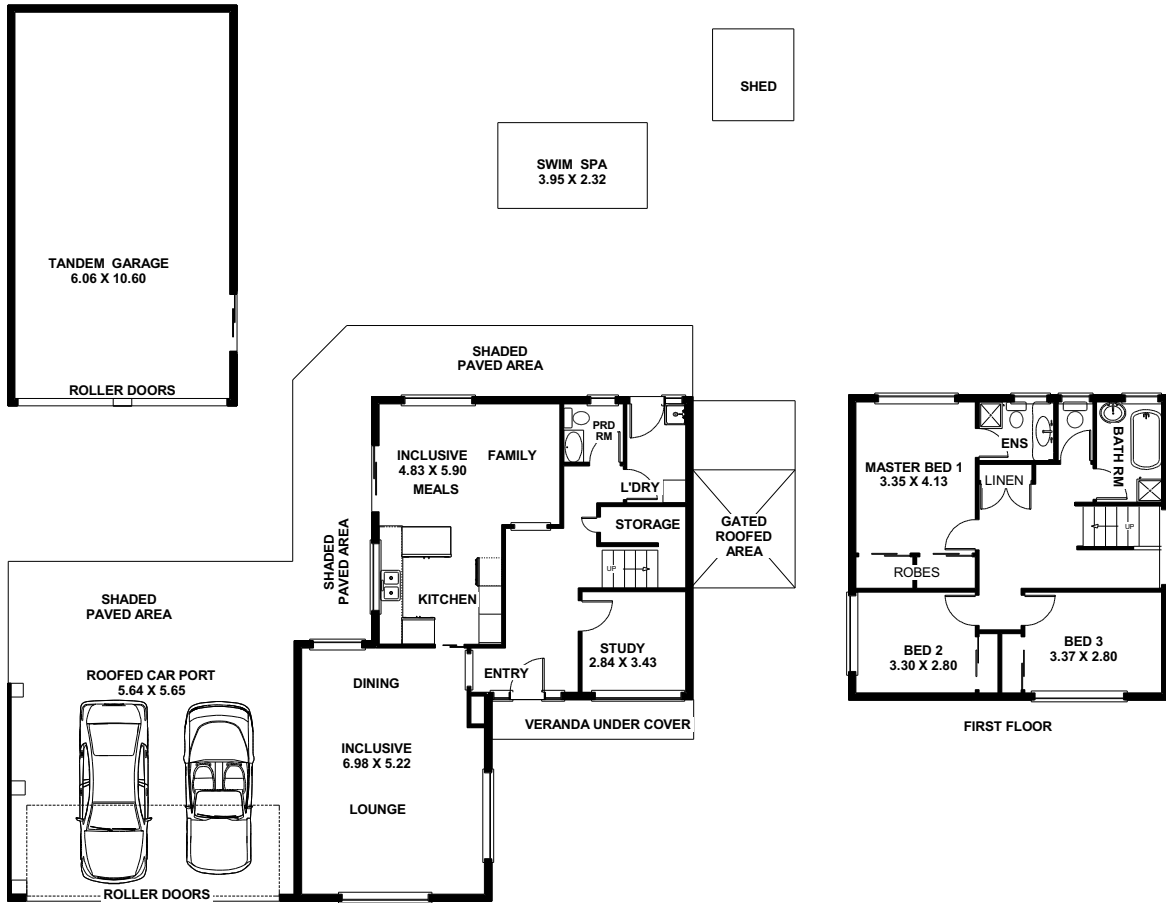 SHED
SWIM SPA
3.95 X 2.32
TANDEM GARAGE
6.06 X 10.60
ROLLER DOORS
SHADED
PAVED AREA
PRD
RM
INCLUSIVE
4.83 X 5.90
FAMILY
MEALS
L'DRY
STORAGE
GATED
ROOFED
AREA
UP
SHADED
PAVED AREA
KITCHEN
SHADED
PAVED AREA
STUDY
2.84 X 3.43
ENTRY
DINING
ROOFED CAR PORT
5.64 X 5.65
VERANDA UNDER COVER
INCLUSIVE
6.98 X 5.22
LOUNGE
ROLLER DOORS
ENS
BATH RM
MASTER BED 1
3.35 X 4.13
LINEN
UP
ROBES
BED 2
3.30 X 2.80
BED 3
3.37 X 2.80
FIRST FLOOR